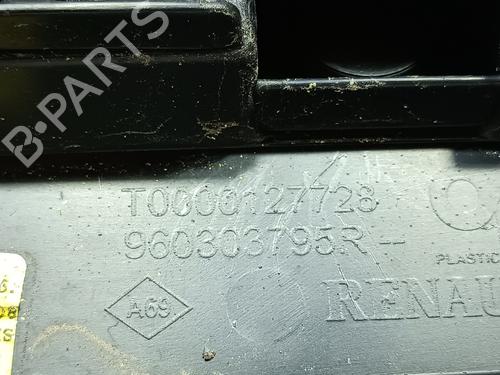 B-PARTS
T0000127728
960303795R--
PLASTIC
A69
RENAU